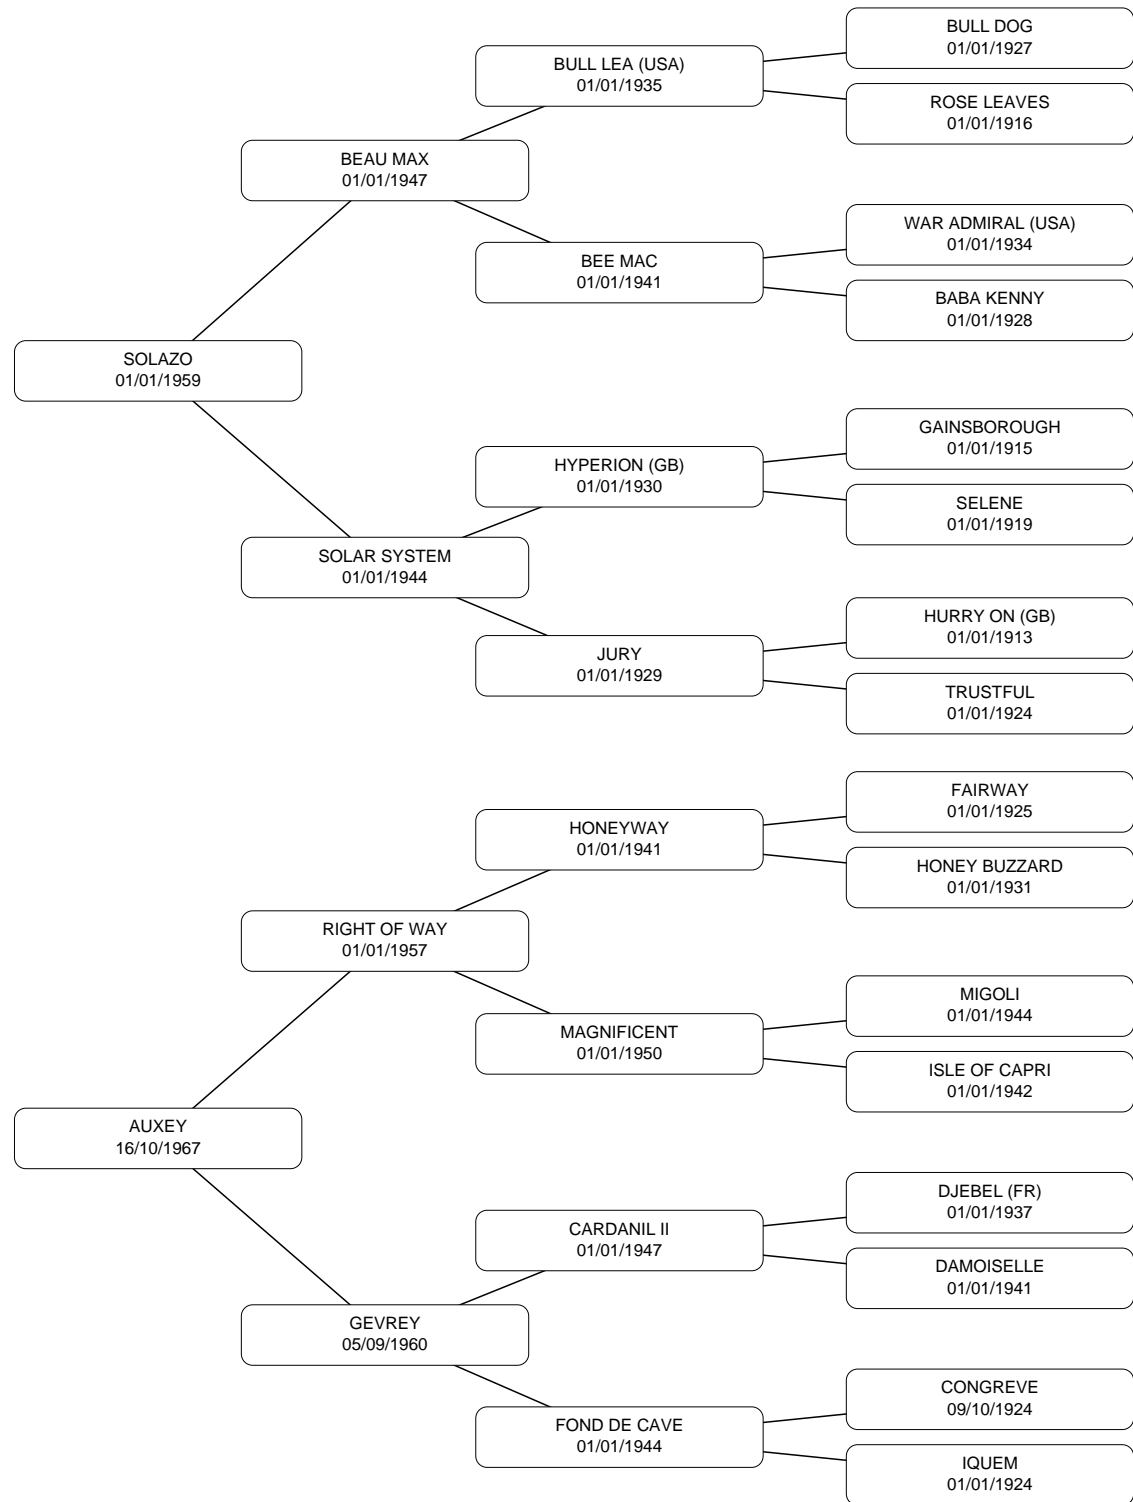 BULL DOG
01/01/1927
BULL LEA (USA)
01/01/1935
ROSE LEAVES
01/01/1916
BEAU MAX
01/01/1947
WAR ADMIRAL (USA)
01/01/1934
BEE MAC
01/01/1941
BABA KENNY
01/01/1928
SOLAZO
01/01/1959
GAINSBOROUGH
01/01/1915
HYPERION (GB)
01/01/1930
SELENE
01/01/1919
SOLAR SYSTEM
01/01/1944
HURRY ON (GB)
01/01/1913
JURY
01/01/1929
TRUSTFUL
01/01/1924
FAIRWAY
01/01/1925
HONEYWAY
01/01/1941
HONEY BUZZARD
01/01/1931
RIGHT OF WAY
01/01/1957
MIGOLI
01/01/1944
MAGNIFICENT
01/01/1950
ISLE OF CAPRI
01/01/1942
AUXEY
16/10/1967
DJEBEL (FR)
01/01/1937
CARDANIL II
01/01/1947
DAMOISELLE
01/01/1941
GEVREY
05/09/1960
CONGREVE
09/10/1924
FOND DE CAVE
01/01/1944
IQUEM
01/01/1924